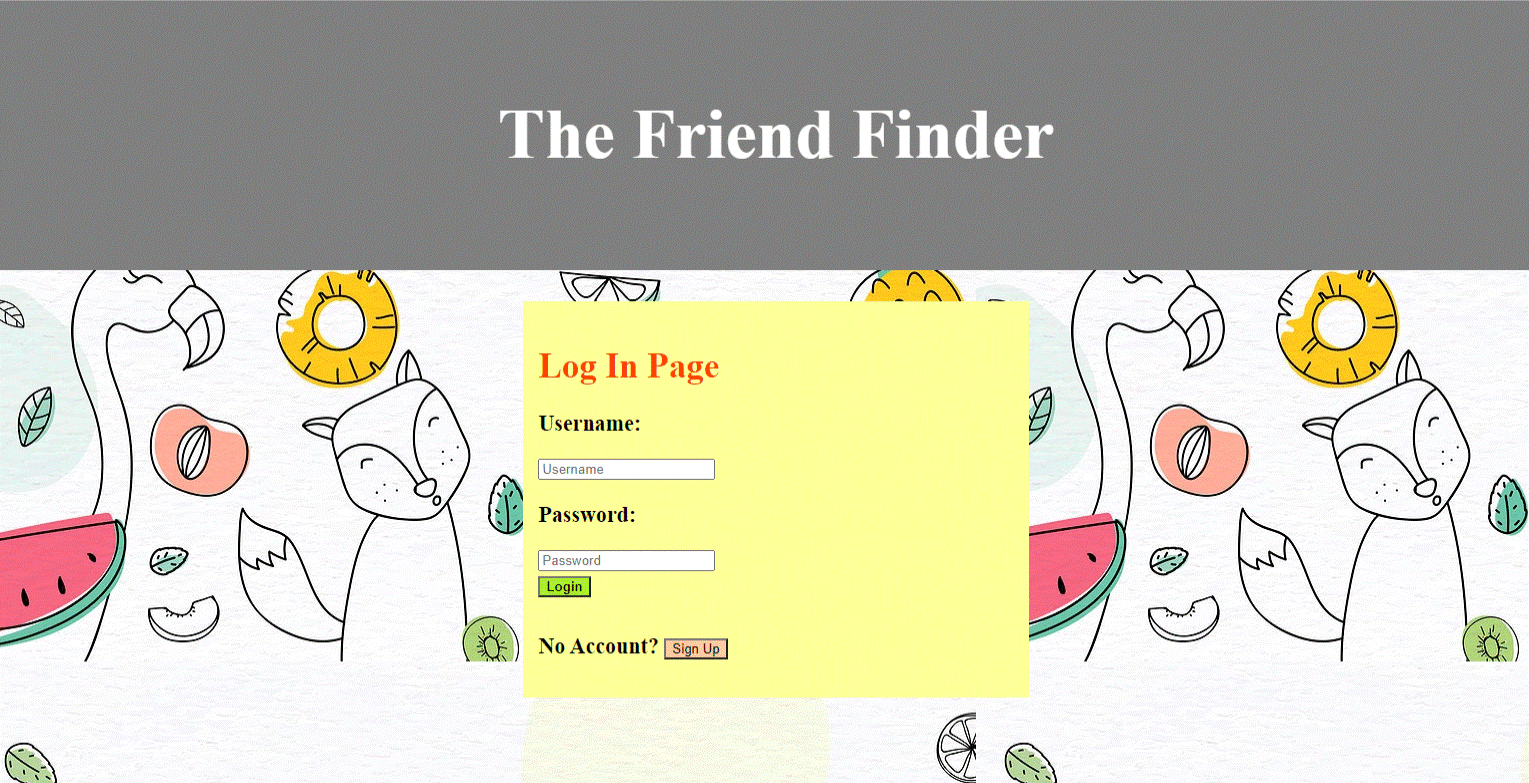 The Friend Finder
Log In Page
Username:
Username
Password:
Password
Login
No Account? Sign Up